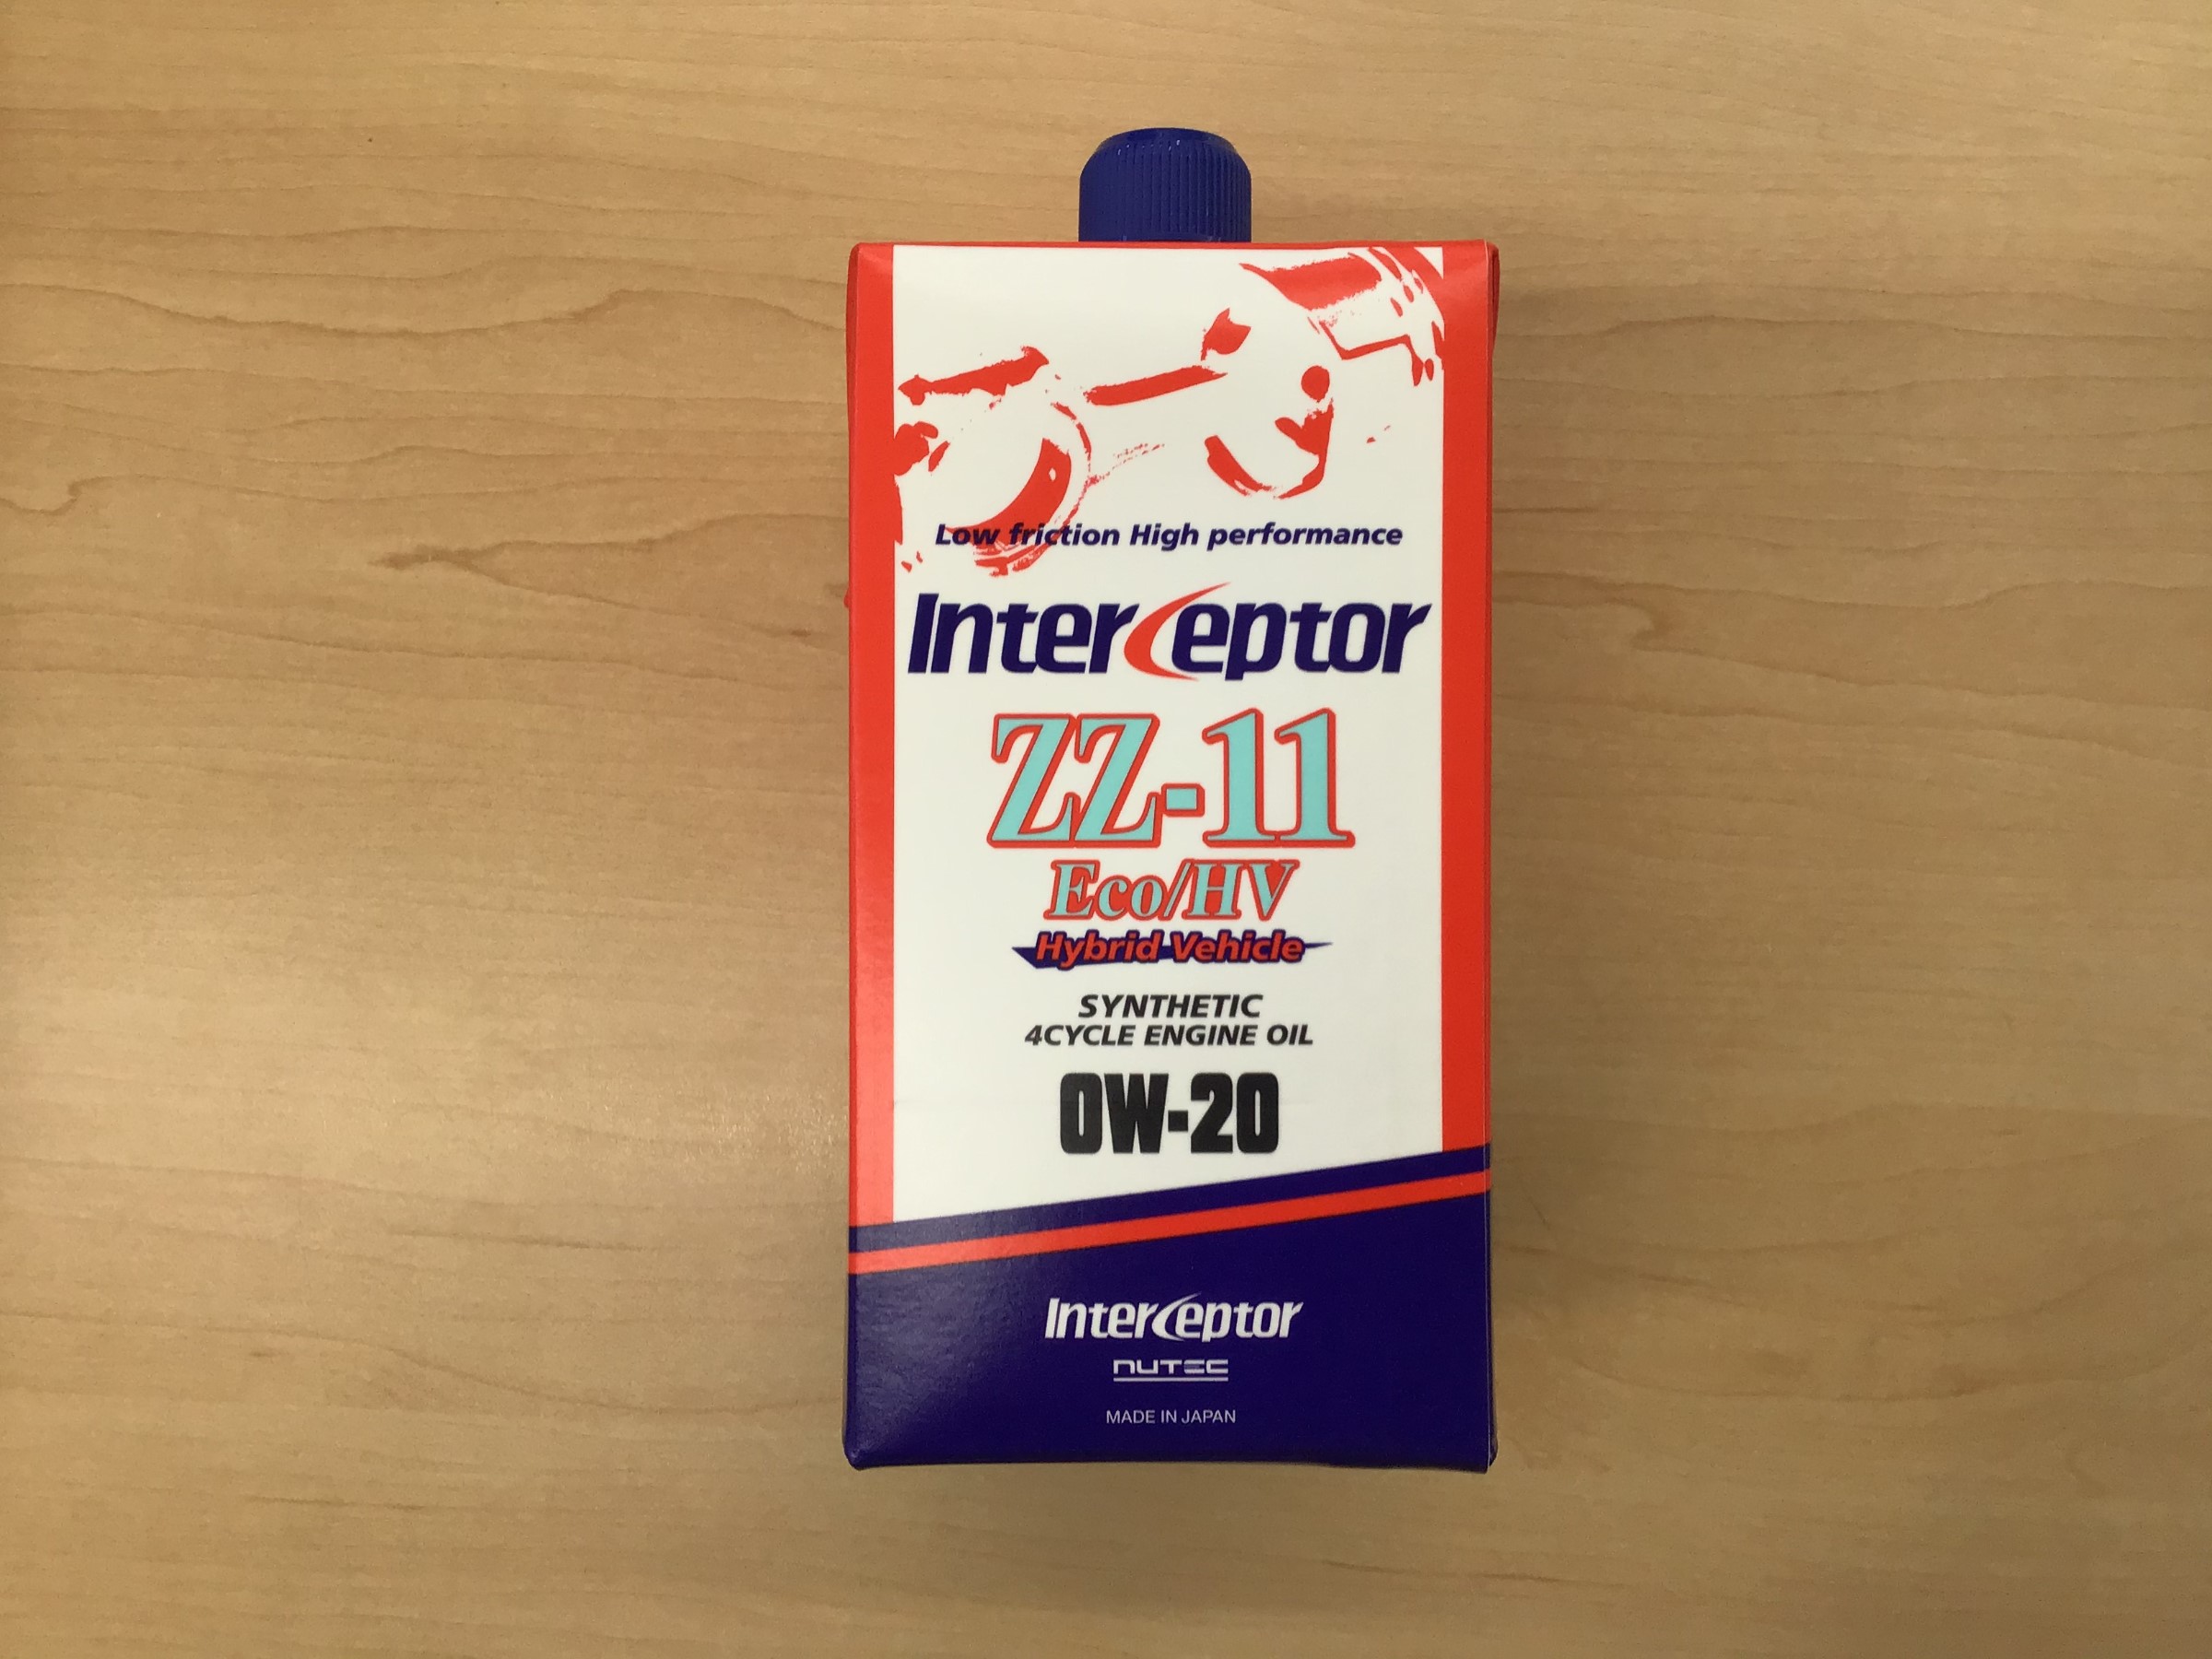 Low friction High performance
Interceptor
ZZ-11
Eco/HV
Hybrid Vehicle
SYNTHETIC
4CYCLE ENGINE OIL
0W-20
Interceptor
NUTEC
MADE IN JAPAN